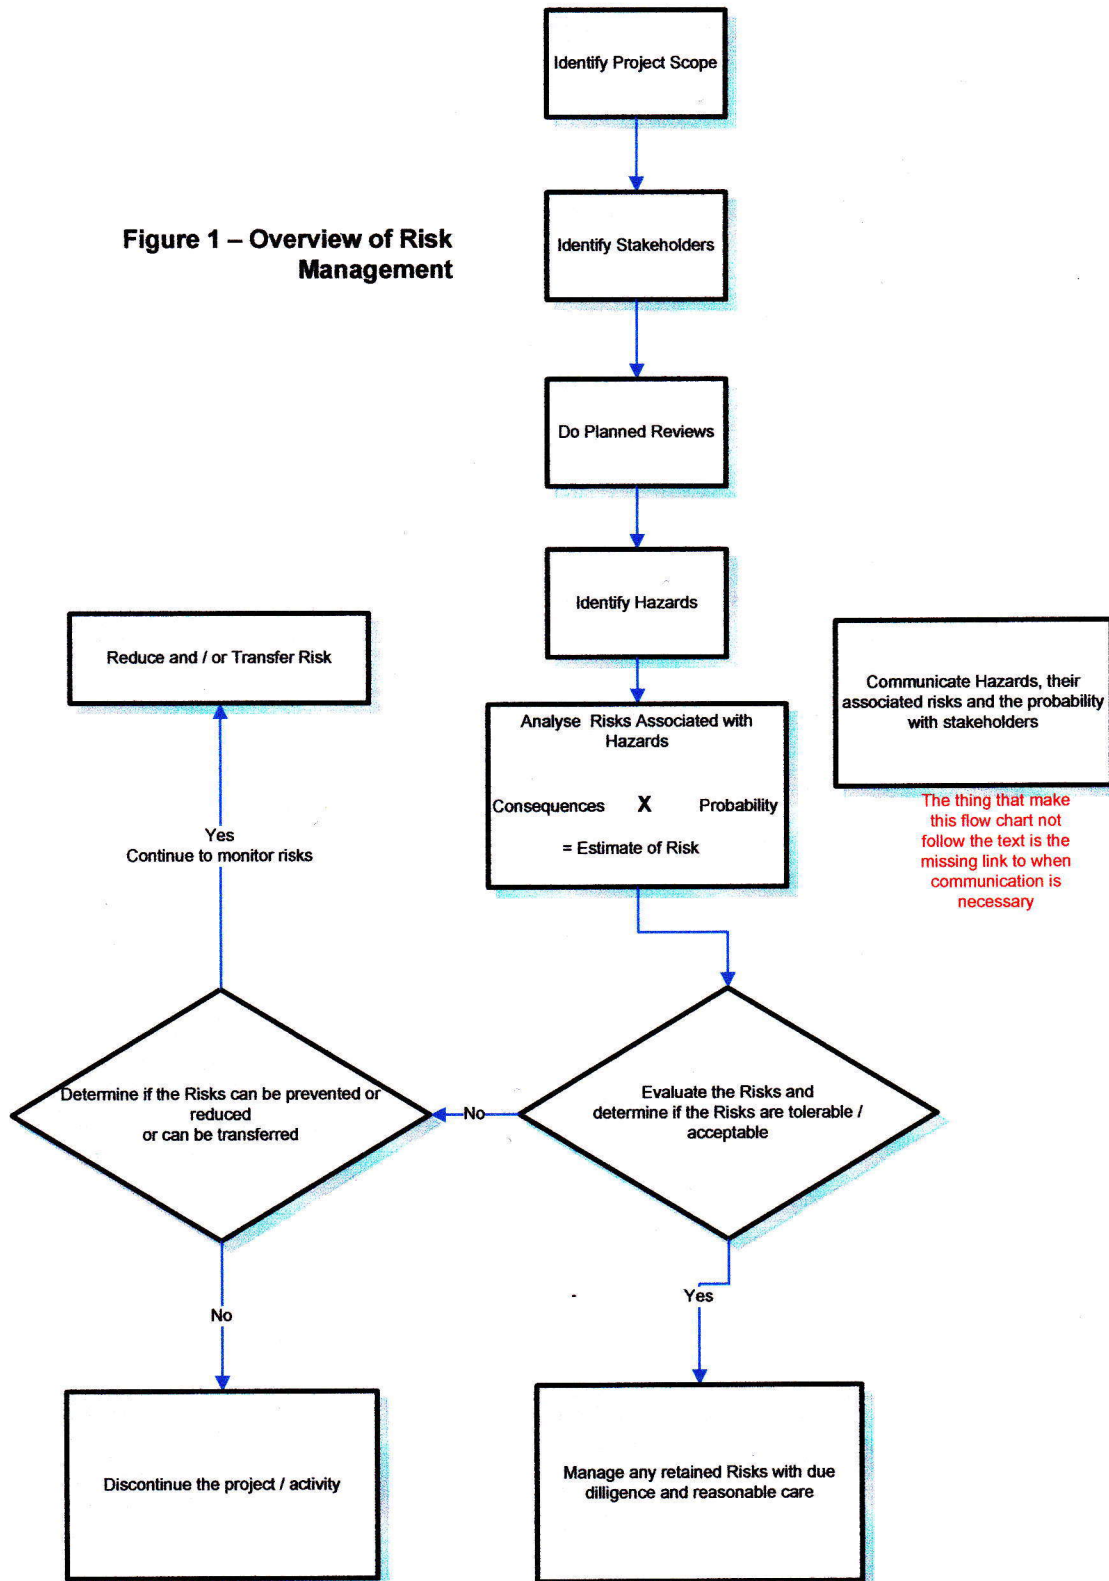 Identify Project Scope
Figure 1 – Overview of Risk
Management
Identify Stakeholders
Do Planned Reviews
Identify Hazards
Reduce and / or Transfer Risk
Communicate Hazards, their
associated risks and the probability
with stakeholders
The thing that make
this flow chart not
follow the text is the
missing link to when
communication is
necessary
Analyse Risks Associated with
Hazards
Consequences X Probability
= Estimate of Risk
Yes
Continue to monitor risks
Determine if the Risks can be prevented or
reduced
or can be transferred
No
Evaluate the Risks and
determine if the Risks are tolerable /
acceptable
No
Yes
Discontinue the project / activity
Manage any retained Risks with due
dilligence and reasonable care